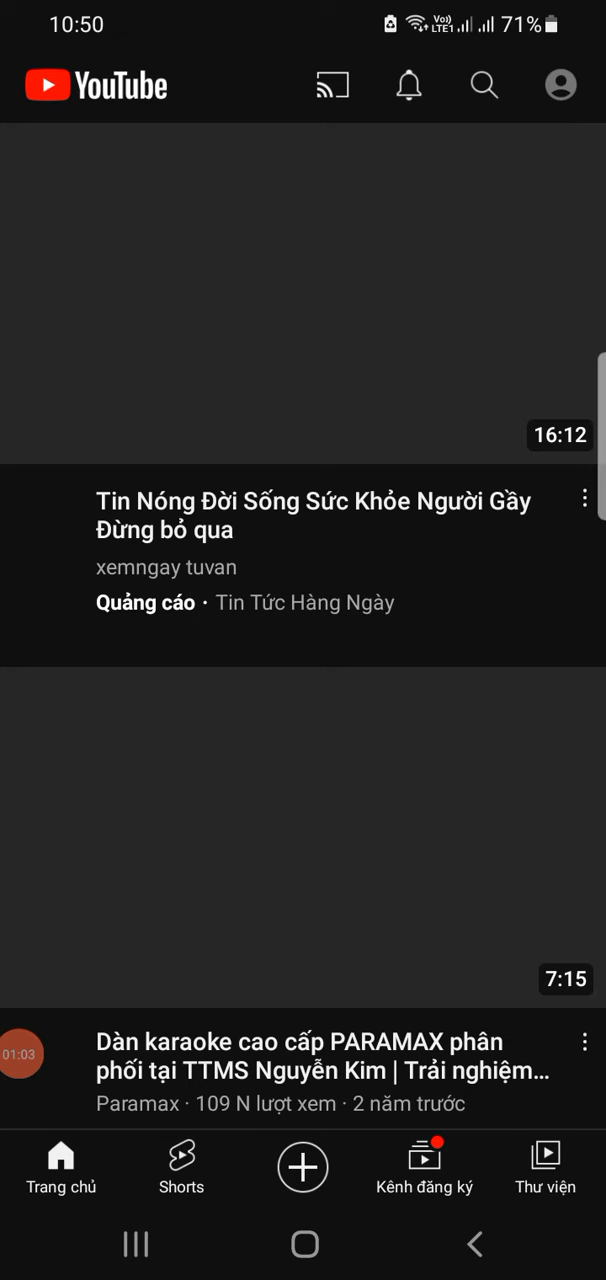 10:50
Vo)) LTE1 71%
YouTube
16:12
Tin Nóng Đời Sống Sức Khỏe Người Gầy
Đừng bỏ qua
xemngay tuvan
Quảng cáo · Tin Tức Hàng Ngày
7:15
01:03
Dàn karaoke cao cấp PARAMAX phân
phối tại TTMS Nguyễn Kim | Trải nghiệm...
Paramax · 109 N lượt xem · 2 năm trước
Trang chủ
Shorts
Kênh đăng ký
Thư viện